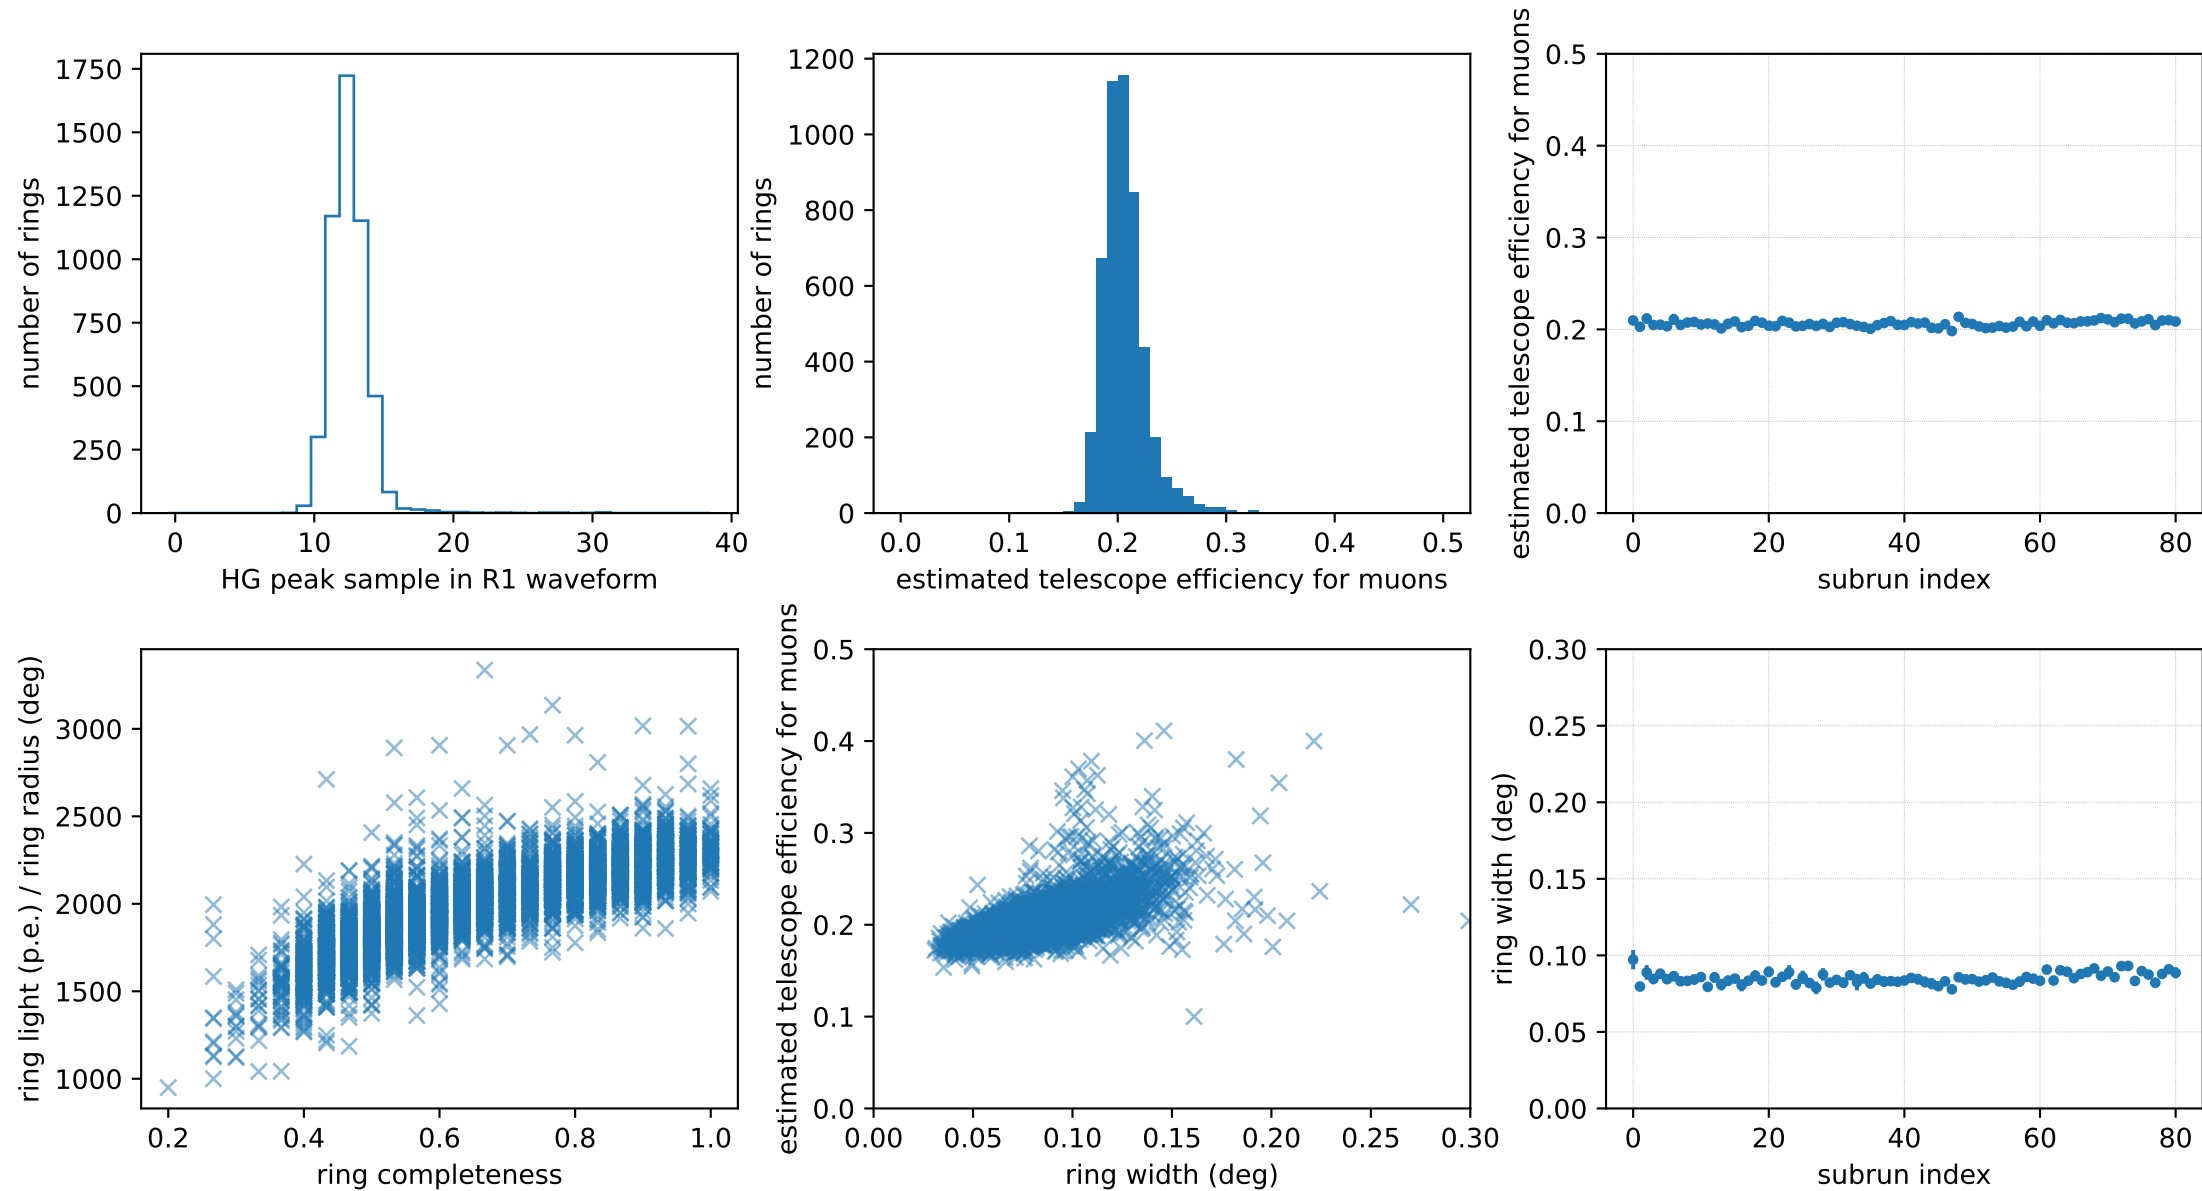 1750
1500
1250
1000
750
500
250
0
number of rings
0 10 20 30 40
HG peak sample in R1 waveform
1200
1000
800
600
400
200
0
number of rings
0.0 0.1 0.2 0.3 0.4 0.5
estimated telescope efficiency for muons
0.5
0.4
0.3
0.2
0.1
0.0
estimated telescope efficiency for muons
0 20 40 60 80
subrun index
3000
2500
2000
1500
1000
ring light (p.e.) / ring radius (deg)
0.2 0.4 0.6 0.8 1.0
ring completeness
0.5
0.4
0.3
0.2
0.1
0.0
estimated telescope efficiency for muons
0.00 0.05 0.10 0.15 0.20 0.25 0.30
ring width (deg)
0.30
0.25
0.20
0.15
0.10
0.05
0.00
ring width (deg)
0 20 40 60 80
subrun index